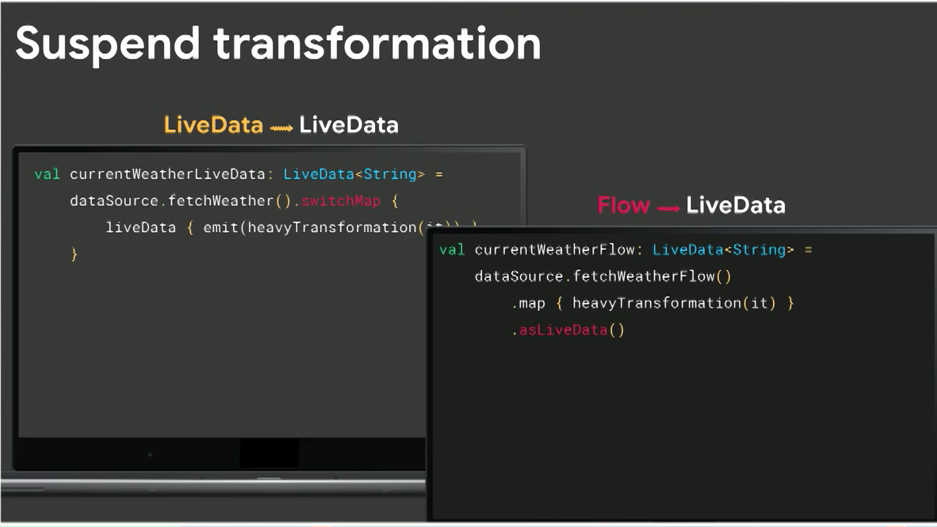 Suspend transformation
LiveData → LiveData
val currentWeatherLiveData: LiveData<String> =
dataSource.fetchWeather().switchMap {
liveData { emit(heavyTransformation(it)) }
}
Flow → LiveData
val currentWeatherFlow: LiveData<String> =
dataSource.fetchWeatherFlow()
.map { heavyTransformation(it) }
.asLiveData()